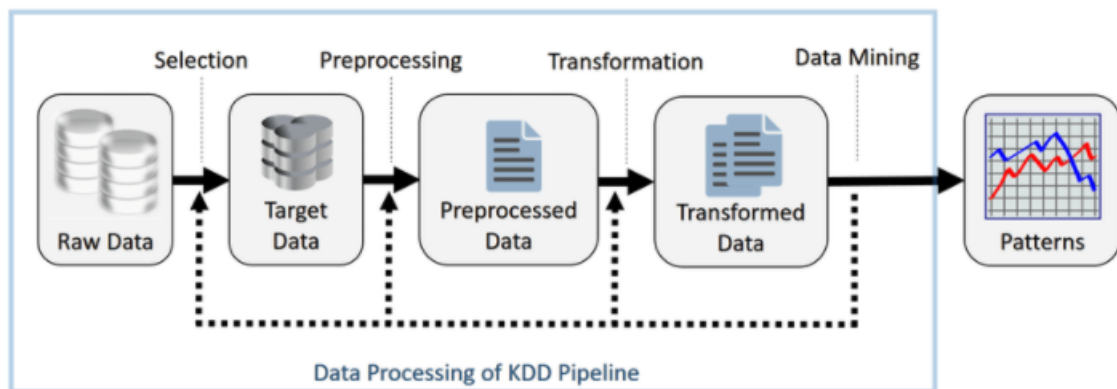 Selection
Preprocessing
Transformation
Data Mining
Raw Data
Target
Data
Preprocessed
Data
Transformed
Data
Patterns
Data Processing of KDD Pipeline